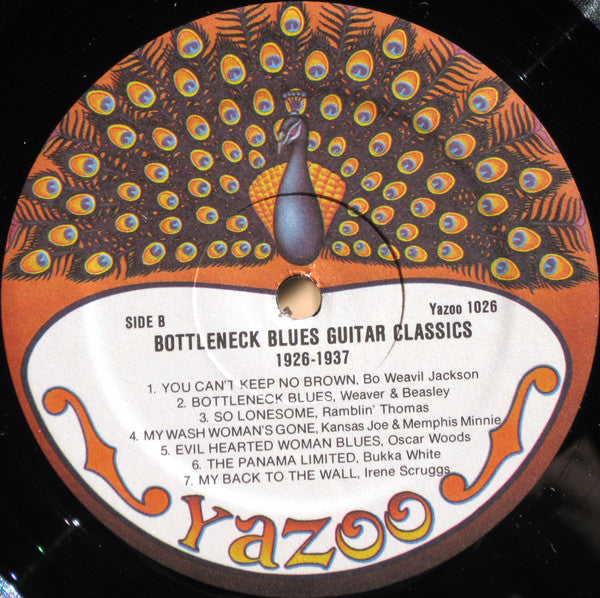 SIDE B
Yazoo 1026
BOTTLENECK BLUES GUITAR CLASSICS
1926-1937
1. YOU CAN'T KEEP NO BROWN, Bo Weavil Jackson
2. BOTTLENECK BLUES, Weaver & Beasley
3. SO LONESOME, Ramblin' Thomas
4. MY WASH WOMAN'S GONE, Kansas Joe & Memphis Minnie
5. EVIL HEARTED WOMAN BLUES, Oscar Woods
6. THE PANAMA LIMITED, Bukka White
7. MY BACK TO THE WALL, Irene Scruggs
Yazoo